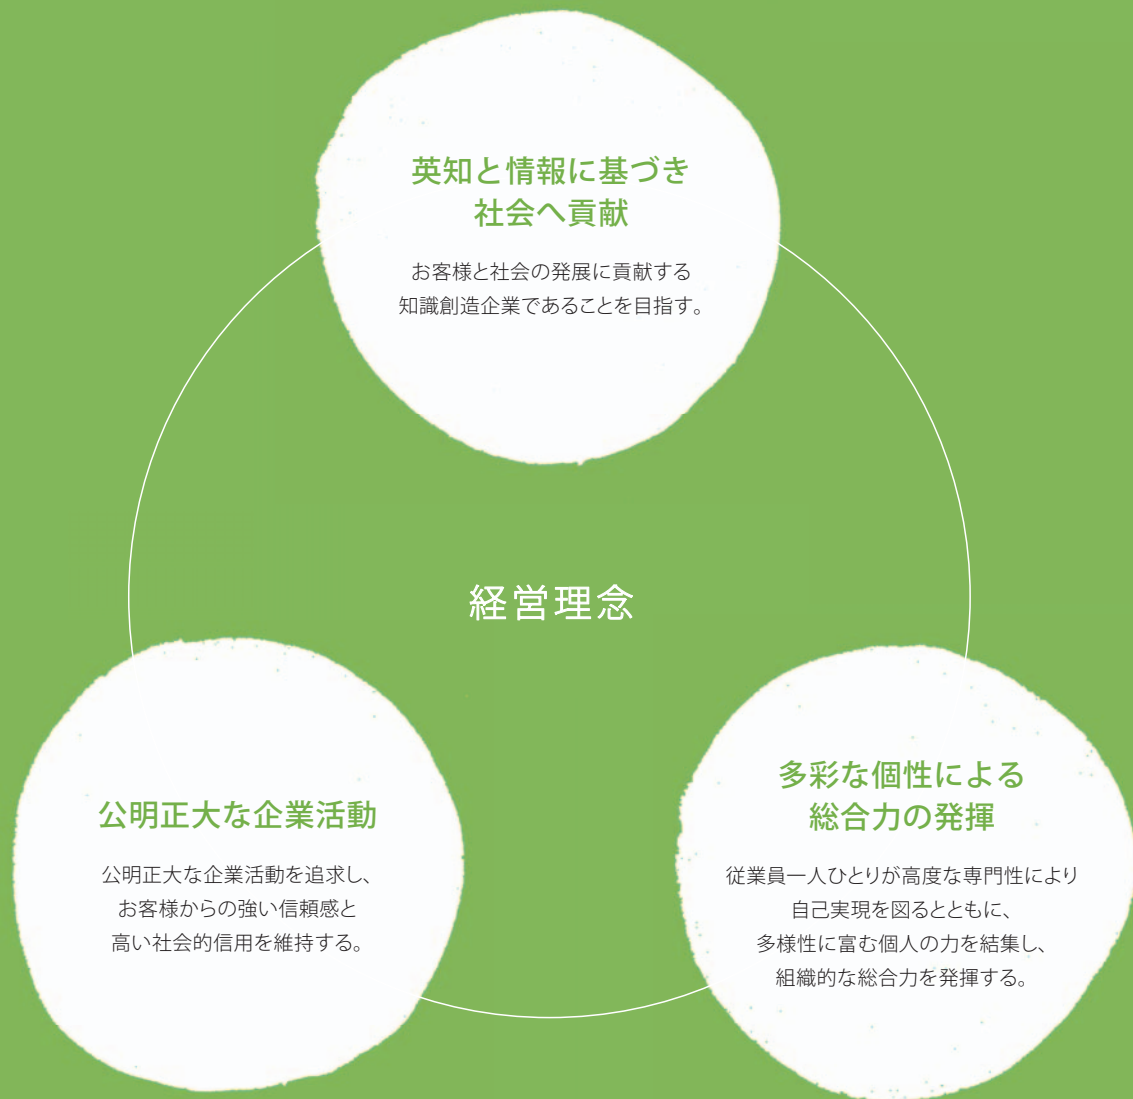 英知と情報に基づき
社会へ貢献
お客様と社会の発展に貢献する
知識創造企業であることを目指す。
経営理念
公明正大な企業活動
公明正大な企業活動を追求し、
お客様からの強い信頼感と
高い社会的信用を維持する。
多彩な個性による
総合力の発揮
従業員一人ひとりが高度な専門性により
自己実現を図るとともに、
多様性に富む個人の力を結集し、
組織的な総合力を発揮する。